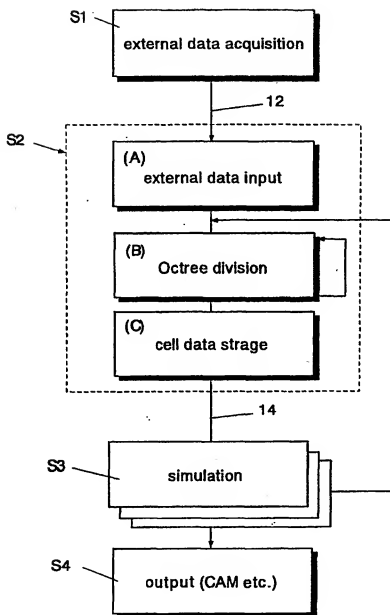 S1
external data acquisition
12
S2
(A)
external data input
(B)
Octree division
(C)
cell data strage
14
S3
simulation
S4
output (CAM etc.)